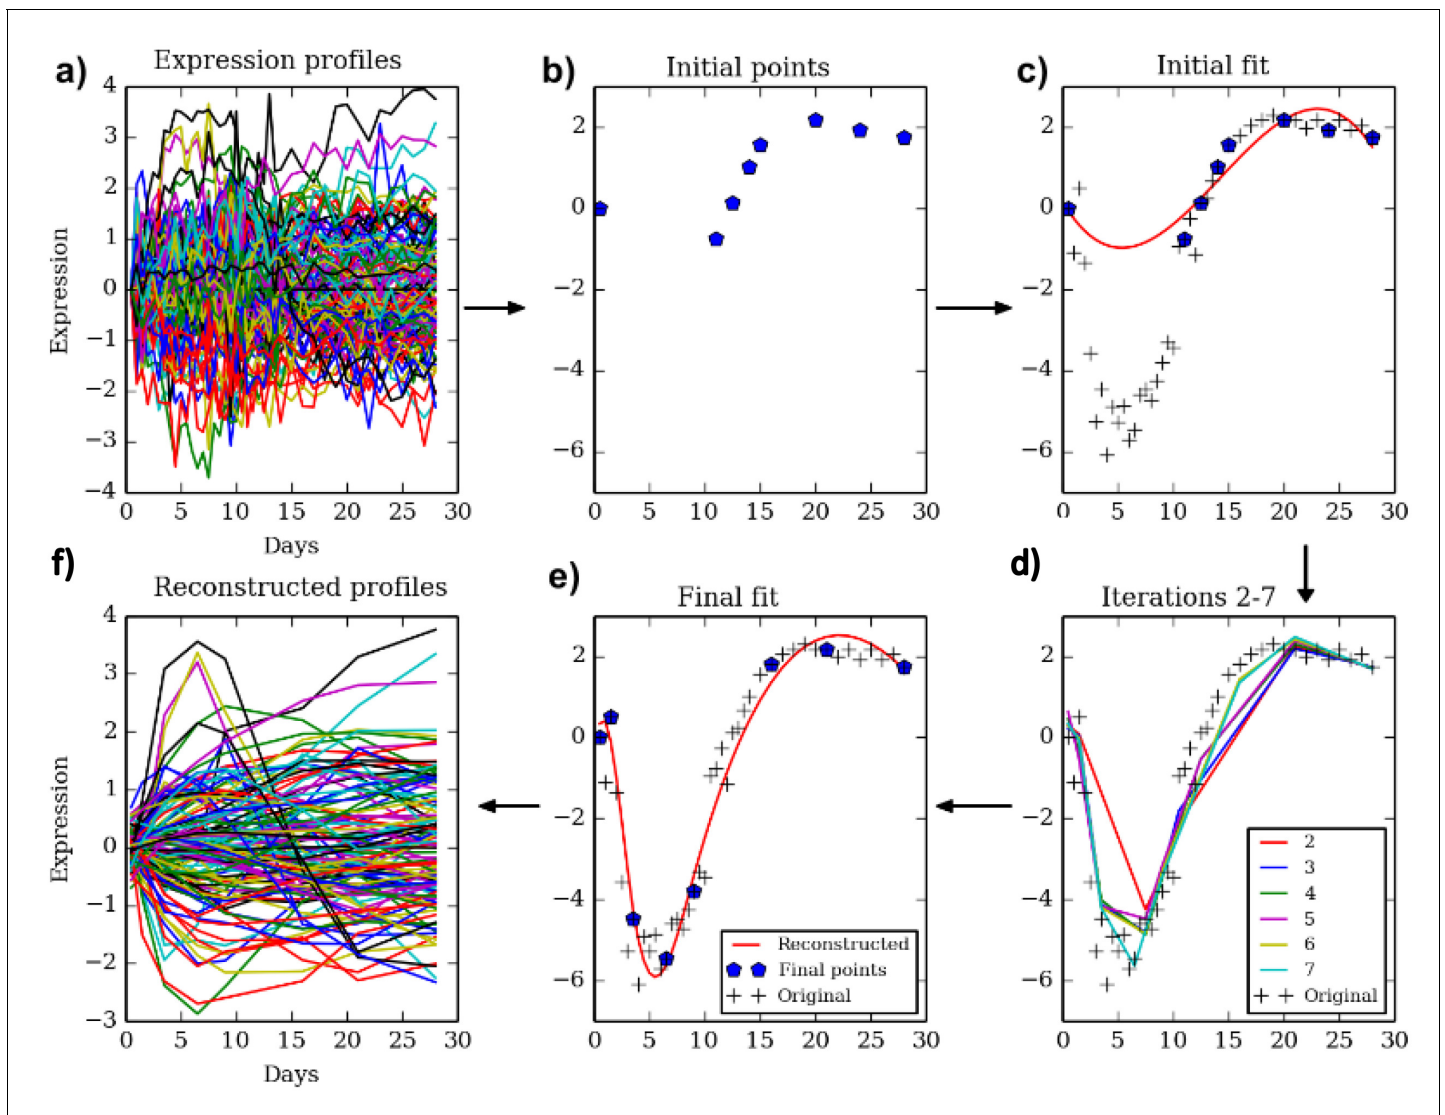 a) Expression profiles
4
3
2
1
0
−1
−2
−3
−4
Expression
0 5 10 15 20 25 30
Days
b) Initial points
2
0
−2
−4
−6
0 5 10 15 20 25 30
c) Initial fit
2
0
−2
−4
−6
0 5 10 15 20 25 30
f) Reconstructed profiles
4
3
2
1
0
−1
−2
−3
Expression
0 5 10 15 20 25 30
Days
e) Final fit
2
0
−2
−4
−6
Reconstructed
Final points
Original
0 5 10 15 20 25 30
d) Iterations 2-7
2
0
−2
−4
−6
2
3
4
5
6
7
Original
0 5 10 15 20 25 30